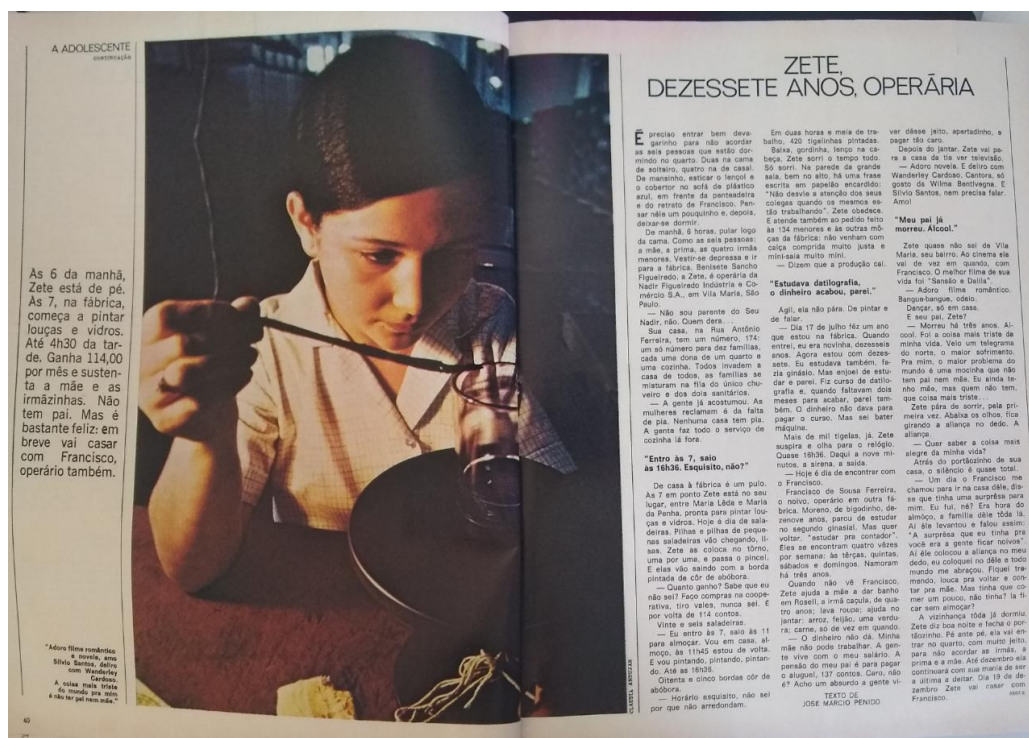 A ADOLESCENTE
CONTINUAÇÃO
As 6 da manhã,
Zete está de pé.
Às 7, na fábrica,
começa a pintar
louças e vidros.
Até 4h30 da tar-
de. Ganha 114,00
por mês e susten-
ta a mãe e as
irmãzinhas. Não
tem pai. Mas é
bastante feliz: em
breve vai casar
com Francisco,
operário também.
"Adoro filme romântico
e novela, amo
Silvio Santos, deliro
com Wanderley
Cardoso.
A coisa mais triste
do mundo pra mim
é não ter pai nem mãe."
CLAUDIA ANDUJAR
ZETE,
DEZESSETE ANOS, OPERÁRIA
É preciso entrar bem deva-
garinho para não acordar
as seis pessoas que estão dor-
mindo no quarto. Duas na cama
de solteiro, quatro na de casal.
De mansinho, esticar o lençol e
o cobertor no sofá de plástico
azul, em frente da penteadeira
e do retrato de Francisco. Pen-
sar nêle um pouquinho e, depois,
deixar-se dormir.
De manhã, 6 horas, pular logo
da cama. Como as seis pessoas:
a mãe, a prima, as quatro irmãs
menores. Vestir-se depressa e ir
para a fábrica. Benisete Sancho
Figueiredo, a Zete, é operária da
Nadir Figueiredo Indústria e Co-
mércio S.A., em Vila Maria, São
Paulo.
— Não sou parente do Seu
Nadir, não. Quem dera...
Sua casa, na Rua Antônio
Ferreira, tem um número, 174:
um só número para dez famílias,
cada uma dona de um quarto e
uma cozinha. Todos invadem a
casa de todos, as famílias se
misturam na fila do único chu-
veiro e dos dois sanitários.
— A gente já acostumou. As
mulheres reclamam é da falta
de pia. Nenhuma casa tem pia.
A gente faz todo o serviço de
cozinha lá fora.
"Entro às 7, saio
às 16h36. Esquisito, não?"
De casa à fábrica é um pulo.
Às 7 em ponto Zete está no seu
lugar, entre Maria Lêda e Maria
da Penha, pronta para pintar lou-
ças e vidros. Hoje é dia de sala-
deiras. Pilhas e pilhas de peque-
nas saladeiras vão chegando, li-
sas. Zete as coloca no tôrno,
uma por uma, e passa o pincel.
E elas vão saindo com a borda
pintada de côr de abóbora.
— Quanto ganho? Sabe que eu
não sei? Faço compras na coope-
rativa, tiro vales, nunca sei. É
por volta de 114 contos.
Vinte e seis saladeiras.
— Eu entro às 7, saio às 11
para almoçar. Vou em casa, al-
moço, às 11h45 estou de volta.
E vou pintando, pintando, pintan-
do. Até as 16h36.
Oitenta e cinco bordas côr de
abóbora.
— Horário esquisito, não sei
por que não arredondam.
Em duas horas e meia de tra-
balho, 420 tigelinhas pintadas.
Baixa, gordinha, lenço na ca-
beça, Zete sorri o tempo todo.
Só sorri. Na parede da grande
sala, bem no alto, há uma frase
escrita em papelão encardido:
"Não desvie a atenção dos seus
colegas quando os mesmos es-
tão trabalhando". Zete obedece.
E atende também ao pedido feito
às 134 menores e às outras mô-
ças da fábrica: não venham com
calça comprida muito justa e
mini-saia muito mini.
— Dizem que a produção cai.
"Estudava datilografia,
o dinheiro acabou, parei."
Ágil, ela não pára. De pintar e
de falar.
— Dia 17 de julho fêz um ano
que estou na fábrica. Quando
entrei, eu era novinha, dezesseis
anos. Agora estou com dezes-
sete. Eu estudava também, fa-
zia ginásio. Mas enjoei de estu-
dar e parei. Fiz curso de datilo-
grafia e, quando faltavam dois
meses para acabar, parei tam-
bém. O dinheiro não dava para
pagar o curso. Mas sei bater
máquina.
Mais de mil tigelas, já. Zete
suspira e olha para o relógio.
Quase 16h36. Daqui a nove mi-
nutos, a sirena, a saída.
— Hoje é dia de encontrar com
o Francisco.
Francisco de Sousa Ferreira,
o noivo, operário em outra fá-
brica. Moreno, de bigodinho, de-
zenove anos, parou de estudar
no segundo ginasial. Mas quer
voltar, "estudar pra contador".
Êles se encontram quatro vêzes
por semana: às têrças, quintas,
sábados e domingos. Namoram
há três anos.
Quando não vê Francisco,
Zete ajuda a mãe a dar banho
em Roseli, a irmã caçula, de qua-
tro anos; lava roupa; ajuda no
jantar: arroz, feijão, uma verdu-
ra; carne, só de vez em quando.
— O dinheiro não dá. Minha
mãe não pode trabalhar. A gen-
te vive com o meu salário. A
pensão do meu pai é para pagar
o aluguel, 137 contos. Caro, não
é? Acho um absurdo a gente vi-
TEXTO DE
JOSÉ MARCIO PENIDO
ver dêsse jeito, apertadinho, e
pagar tão caro.
Depois do jantar, Zete vai pa-
ra a casa da tia ver televisão.
— Adoro novela. E deliro com
Wanderley Cardoso. Cantora, só
gosto da Wilma Bentivegna. E
Silvio Santos, nem precisa falar.
Amo!
"Meu pai já
morreu. Álcool."
Zete quase não sei de Vila
Maria, seu bairro. Ao cinema ela
vai de vez em quando, com
Francisco. O melhor filme de sua
vida foi "Sansão e Dalila".
— Adoro filme romântico.
Bangue-bangue, odeio.
Dançar, só em casa.
E seu pai, Zete?
— Morreu há três anos. Ál-
cool. Foi a coisa mais triste da
minha vida. Veio um telegrama
do norte, o maior sofrimento.
Pra mim, o maior problema do
mundo é uma mocinha que não
tem pai nem mãe. Eu ainda te-
nho mãe, mas quem não tem,
que coisa mais triste...
Zete pára de sorrir, pela pri-
meira vez. Abaixa os olhos, fica
girando a aliança no dedo. A
aliança.
— Quer saber a coisa mais
alegre da minha vida?
Atrás do portãozinho de sua
casa, o silêncio é quase total.
— Um dia o Francisco me
chamou para ir na casa dêle, dis-
se que tinha uma surprêsa para
mim. Eu fui, né? Era hora do
almôço, a família dêle tôda lá.
Aí êle levantou e falou assim:
"A surprêsa que eu tinha pra
você era a gente ficar noivos".
Aí êle colocou a aliança no meu
dedo, eu coloquei no dêle e todo
mundo me abraçou. Fiquei tre-
mendo, louca pra voltar e con-
tar pra mãe. Mas tinha que co-
mer um pouco, não tinha? Ia fi-
car sem almoçar?
A vizinhança tôda já dormiu.
Zete diz boa noite e fecha o por-
tãozinho. Pé ante pé, ela vai en-
trar no quarto, com muito jeito,
para não acordar as irmãs, a
prima e a mãe. Até dezembro ela
continuará com sua mania de ser
a última a deitar. Dia 19 de de-
zembro Zete vai casar com
Francisco.
60